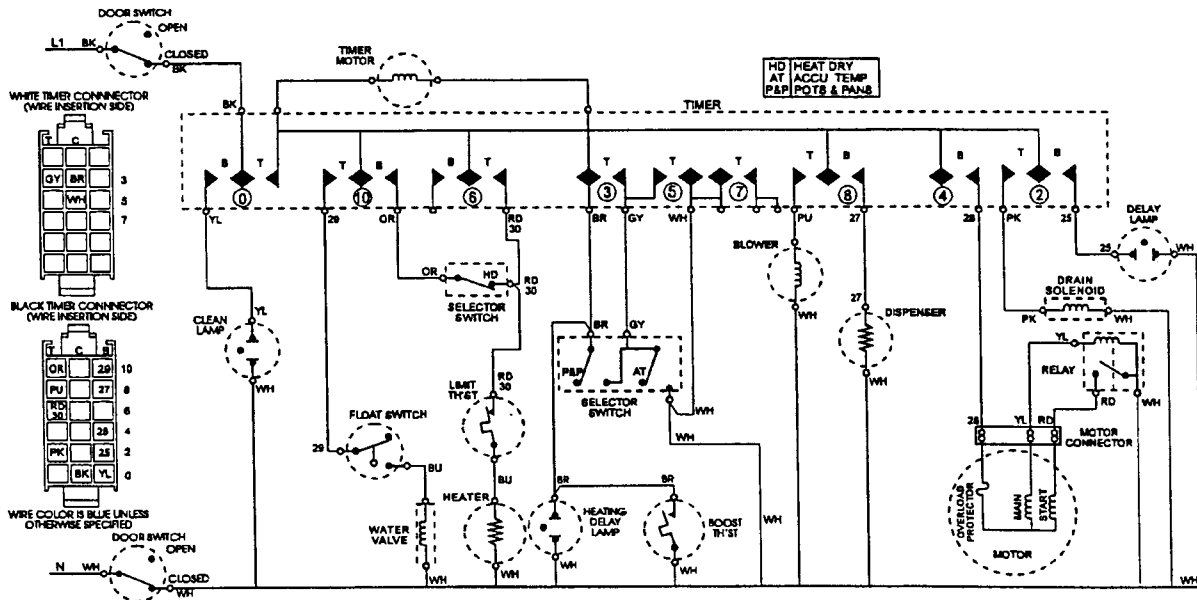 DOOR SWITCH
OPEN
L1 BK
CLOSED
BK
TIMER
MOTOR
HD HEAT DRY
AT ACCU TEMP
P&P POTS & PANS
WHITE TIMER CONNNECTOR
(WIRE INSERTION SIDE)
T C
GY BR 3
WH 5
7
BK
TIMER
B T T B B T T T T T B B T B
0 10 6 3 5 7 8 4 2
YL 29 OR RD BR GY WH PU 27 28 PK 25
30
DELAY
LAMP
25 WH
BLOWER
OR HD RD
30
SELECTOR
SWITCH
DRAIN
SOLENOID
PK WH
BLACK TIMER CONNNECTOR
(WIRE INSERTION SIDE)
T C B
OR 29 10
PU 27 8
RD
30 6
28 4
PK 25 2
BK YL 0
YL
CLEAN
LAMP
WH
WH
27
DISPENSER
WH
BR GY
P&P AT
SELECTOR
SWITCH
WH
WH
YL
RELAY
RD WH
LIMIT
TH'ST
RD
30
FLOAT SWITCH
29
BU
BU
28 YL RD
MOTOR
CONNECTOR
OVERLOAD
PROTECTOR
MAIN
START
MOTOR
WATER
VALVE
WH
HEATER
WH
BR BR
HEATING
DELAY
LAMP
WH
BOOST
TH'ST
WH
WH
WIRE COLOR IS BLUE UNLESS
OTHERWISE SPECIFIED
DOOR SWITCH
OPEN
N WH
CLOSED
WH
WH